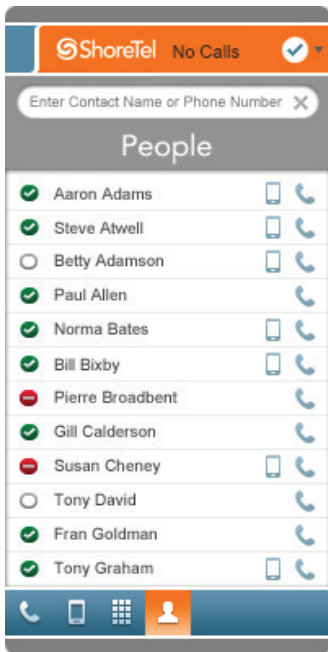 ShoreTel No Calls
Enter Contact Name or Phone Number
People
Aaron Adams
Steve Atwell
Betty Adamson
Paul Allen
Norma Bates
Bill Bixby
Pierre Broadbent
Gill Calderson
Susan Cheney
Tony David
Fran Goldman
Tony Graham